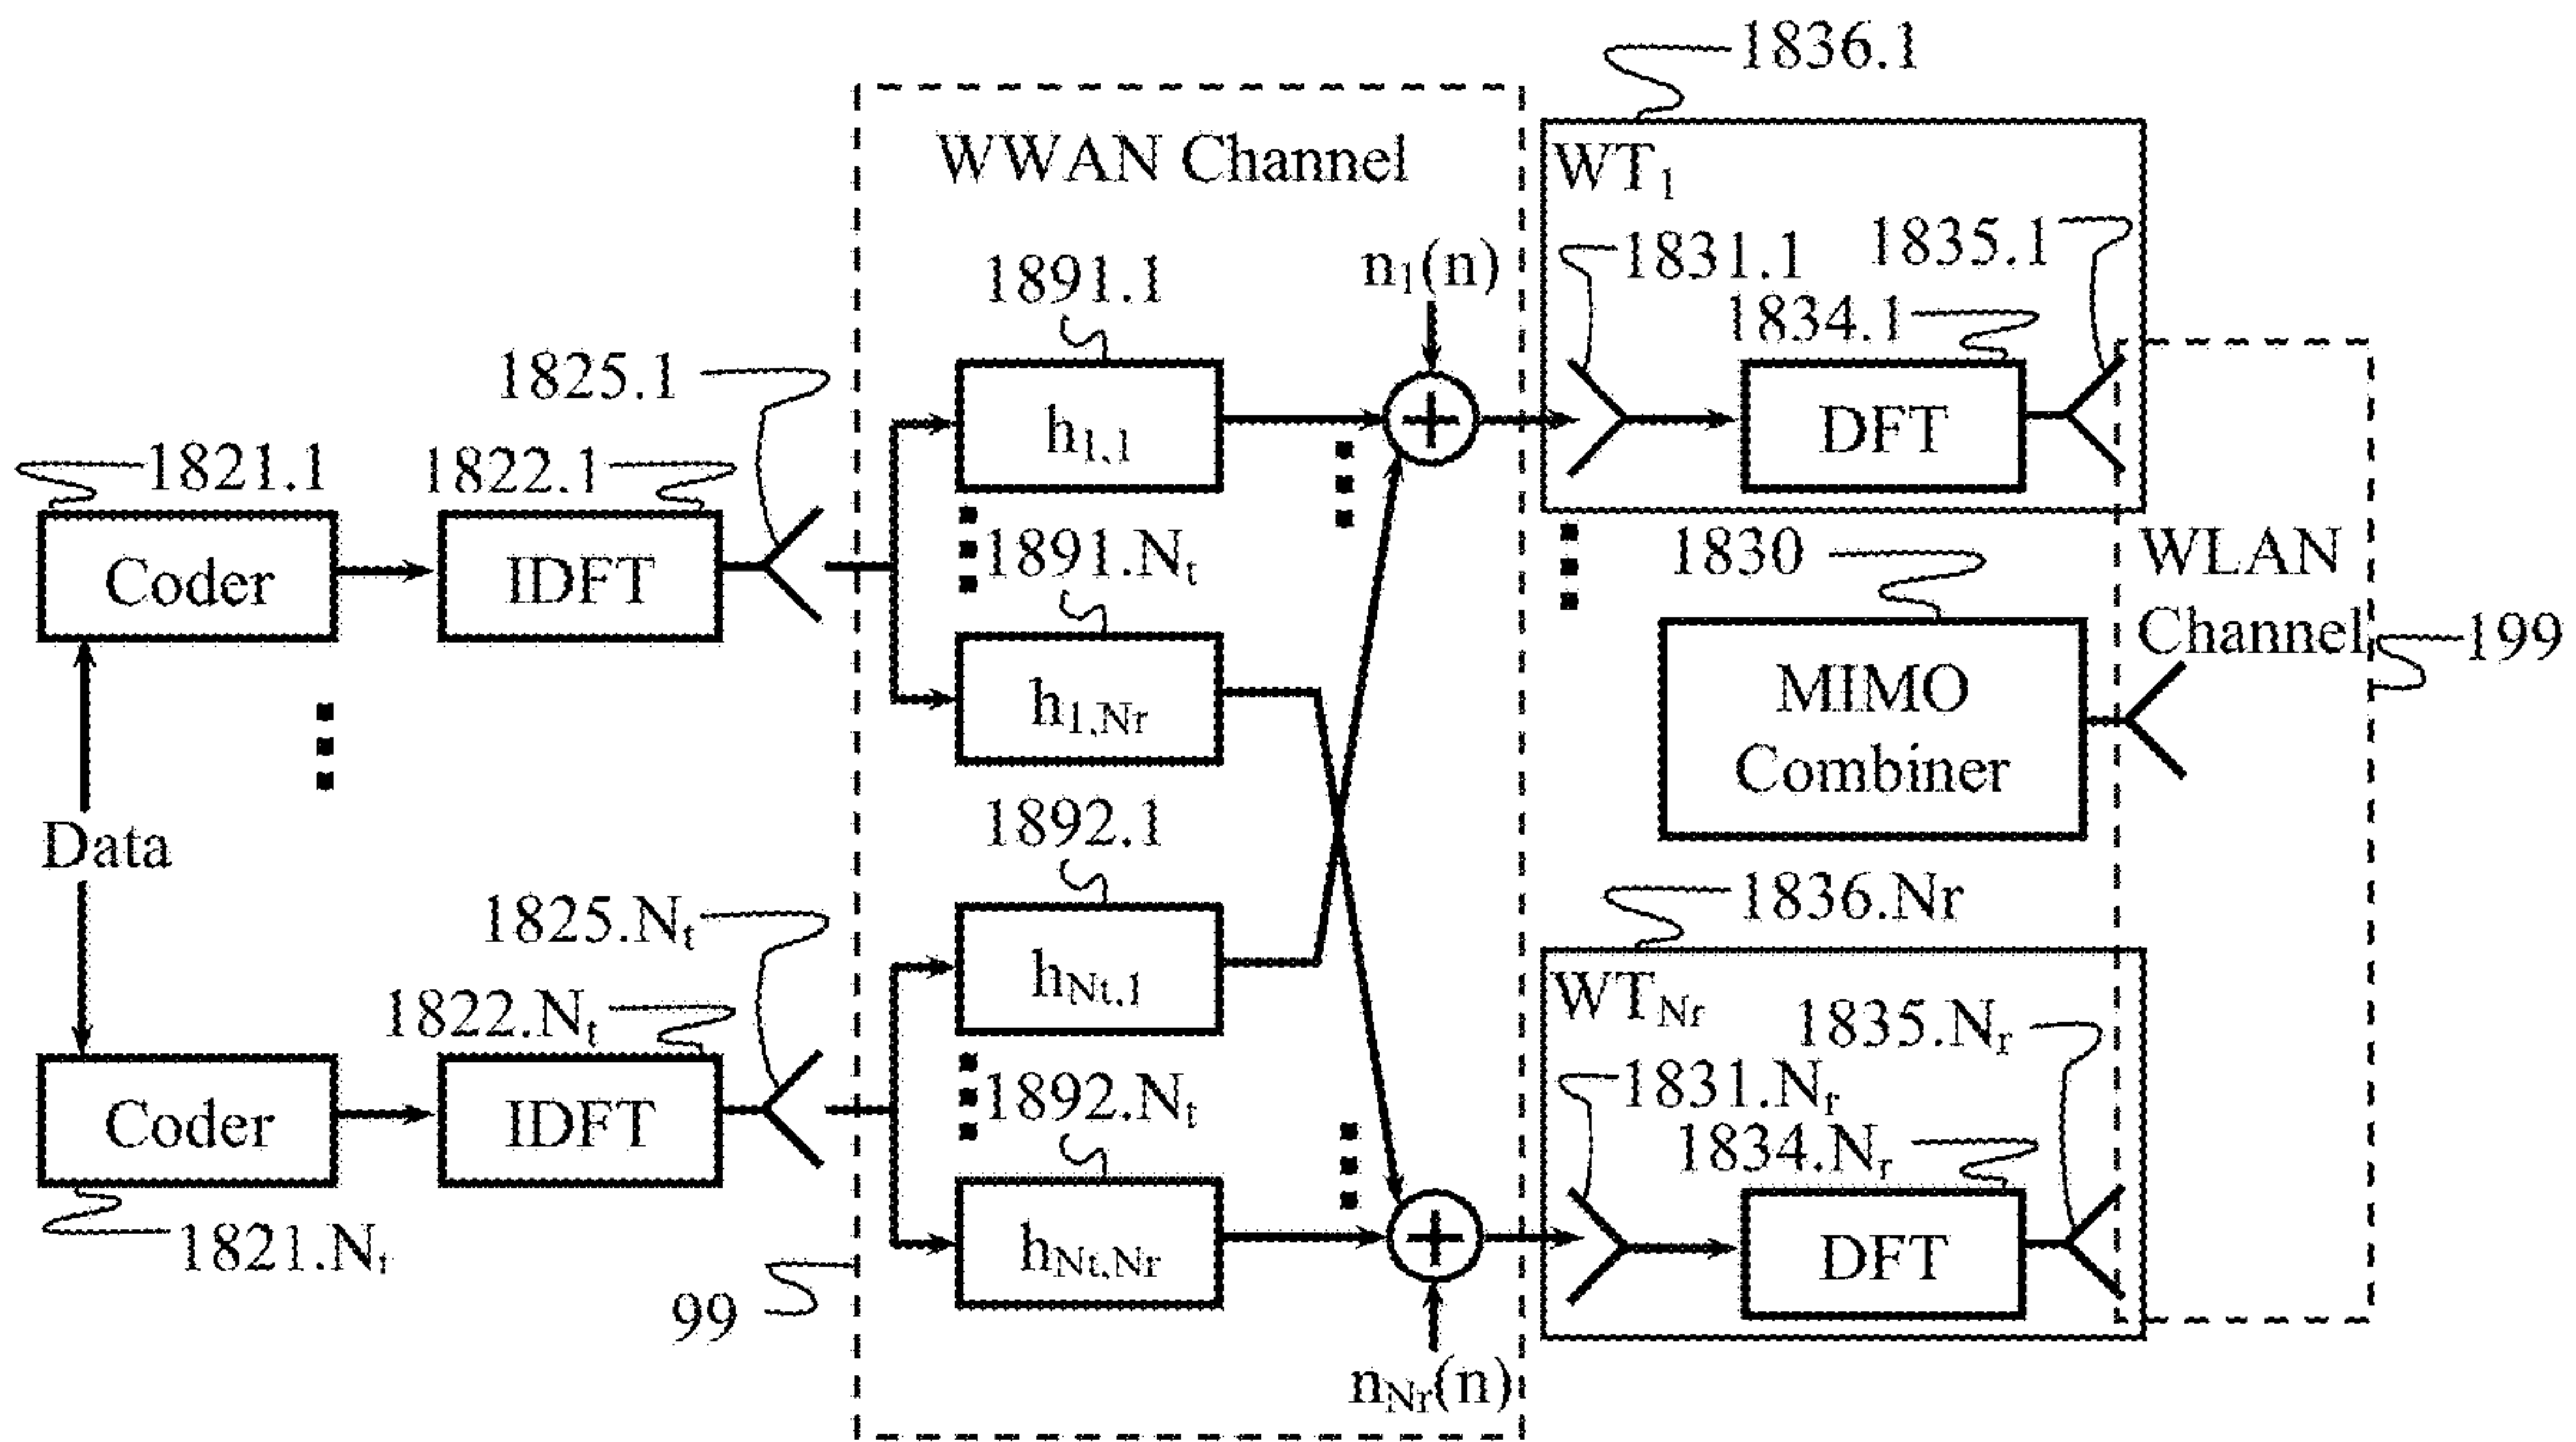 1836.1
WWAN Channel
WT1
1831.1
1835.1
n1(n)
1891.1
1834.1
1825.1
h1,1
DFT
1821.1
1822.1
1891.Nt
1830
WLAN
Channel
199
Coder
IDFT
h1,Nr
MIMO
Combiner
1892.1
Data
1836.Nr
1825.Nt
hNt,1
WTNr
1835.Nr
1822.Nt
1831.Nr
1892.Nt
1834.Nr
Coder
IDFT
hNt,Nr
DFT
1821.Nt
99
nNr(n)